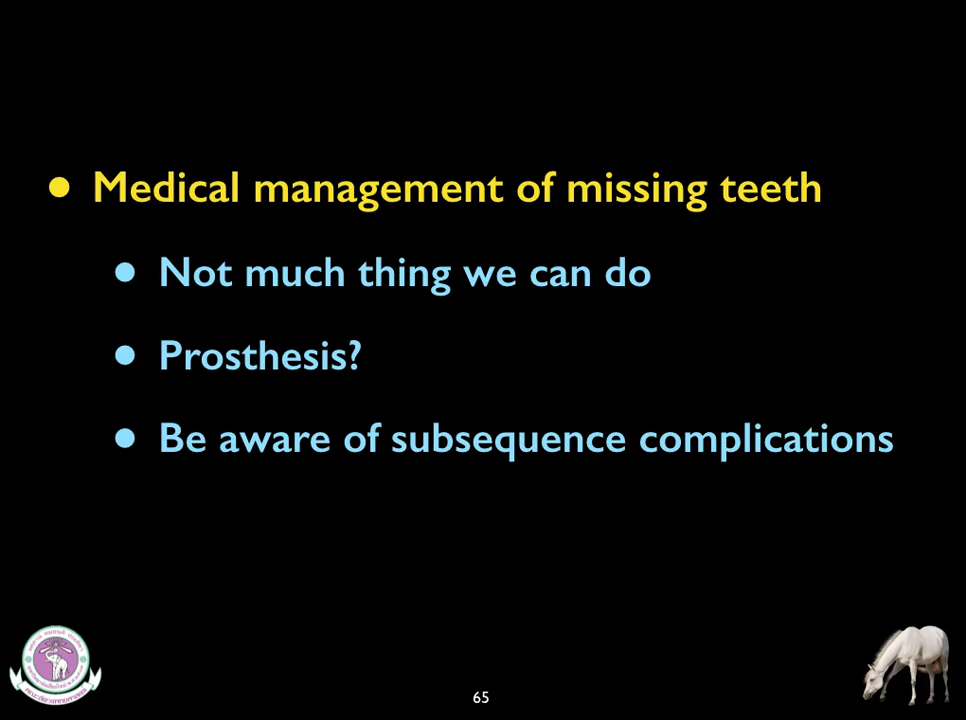 • Medical management of missing teeth
• Not much thing we can do
• Prosthesis?
• Be aware of subsequence complications
65